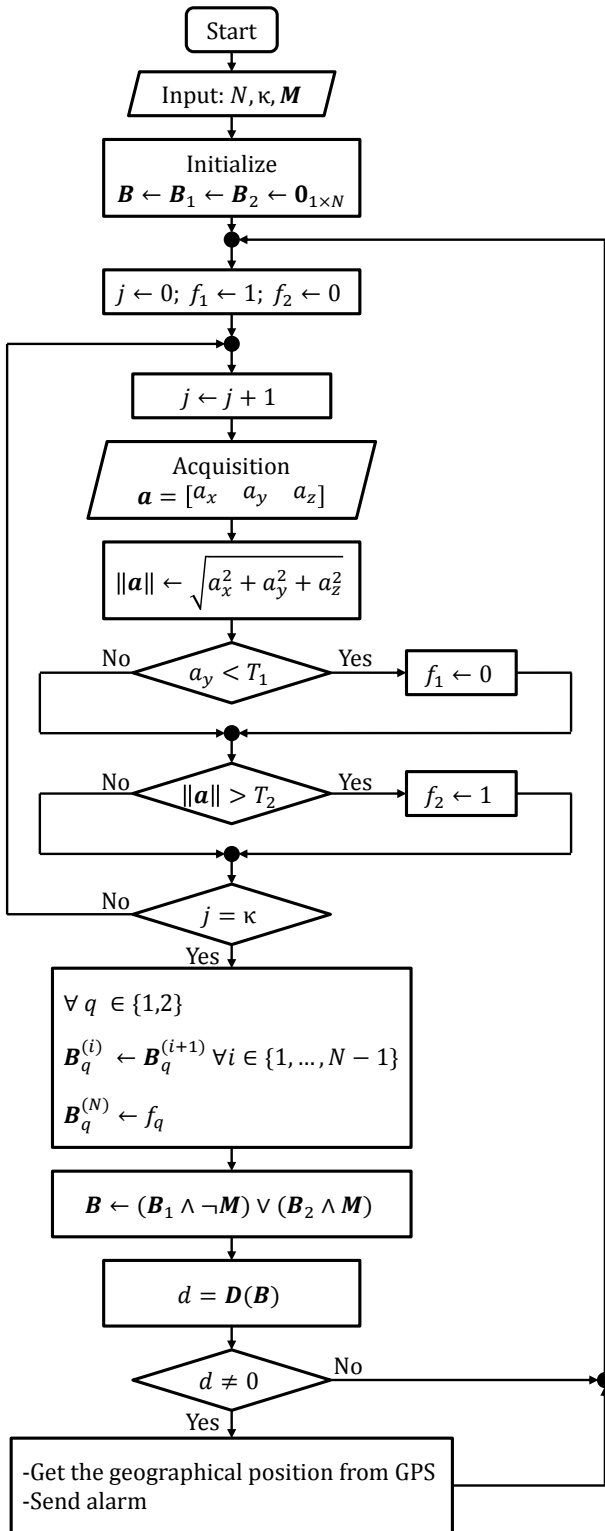 Start
Input: N, κ, M
Initialize
B ← B₁ ← B₂ ← 0₁×N
j ← 0; f₁ ← 1; f₂ ← 0
j ← j + 1
Acquisition
a = [aₓ a_y a_z]
‖a‖ ← √(aₓ² + a_y² + a_z²)
No
a_y < T₁
Yes
f₁ ← 0
No
‖a‖ > T₂
Yes
f₂ ← 1
No
j = κ
Yes
∀ q ∈ {1,2}
B_q^(i) ← B_q^(i+1) ∀i ∈ {1, … , N − 1}
B_q^(N) ← f_q
B ← (B₁ ∧ ¬M) ∨ (B₂ ∧ M)
d = D(B)
d ≠ 0
No
Yes
-Get the geographical position from GPS
-Send alarm